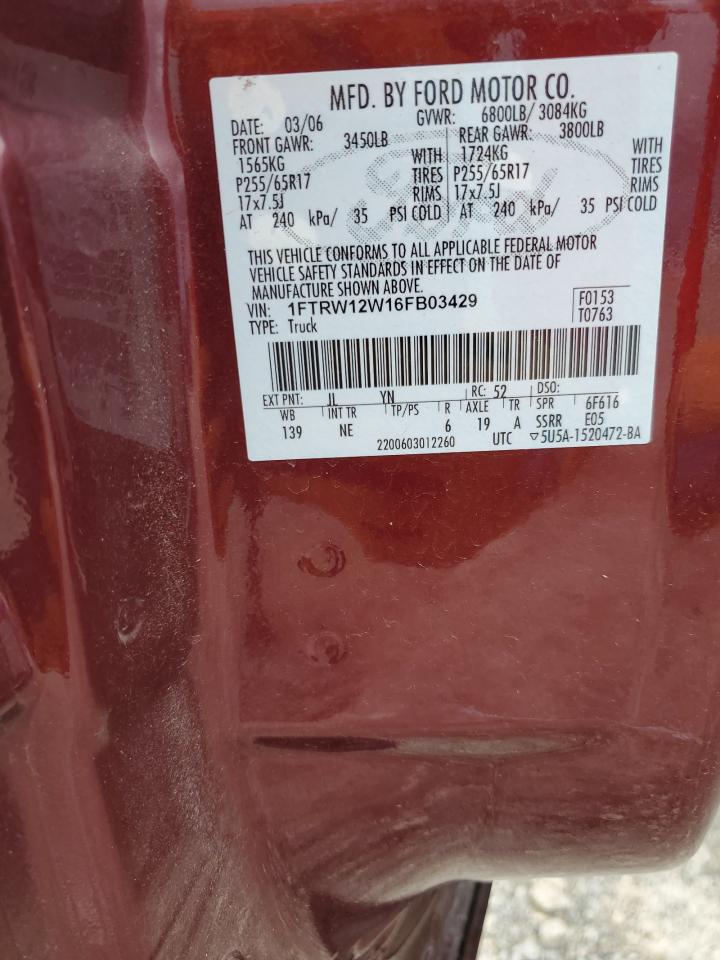 MFD. BY FORD MOTOR CO.
DATE: 03/06 GVWR: 6800LB/ 3084KG
FRONT GAWR: 3450LB REAR GAWR: 3800LB
1565KG WITH 1724KG WITH
P255/65R17 TIRES P255/65R17 TIRES
17x7.5J RIMS 17x7.5J RIMS
AT 240 kPa/ 35 PSI COLD AT 240 kPa/ 35 PSI COLD
THIS VEHICLE CONFORMS TO ALL APPLICABLE FEDERAL MOTOR
VEHICLE SAFETY STANDARDS IN EFFECT ON THE DATE OF
MANUFACTURE SHOWN ABOVE.
VIN: 1FTRW12W16FB03429 F0153
TYPE: Truck T0763
EXT PNT: JL YN RC: 52 DSO:
WB INT TR TP/PS R AXLE TR SPR 6F616
139 NE 6 19 A SSRR E05
2200603012260 UTC ▽5U5A-1520472-BA